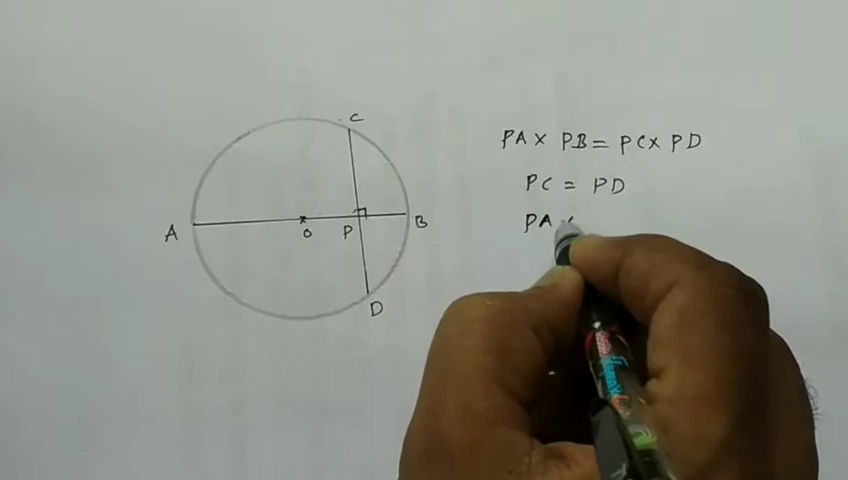 C
PA × PB = PC × PD
PC = PD
A
O
P
B
PA ×
D